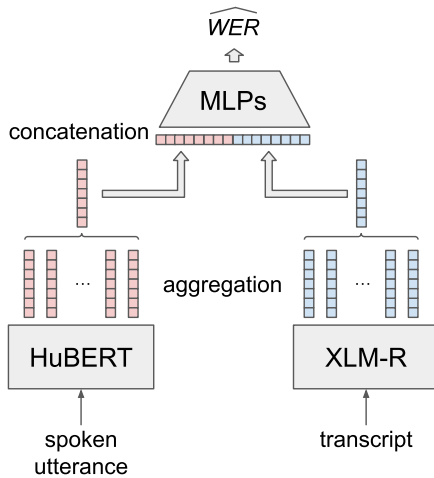 WER
MLPs
concatenation
...
...
aggregation
HuBERT
XLM-R
spoken
utterance
transcript